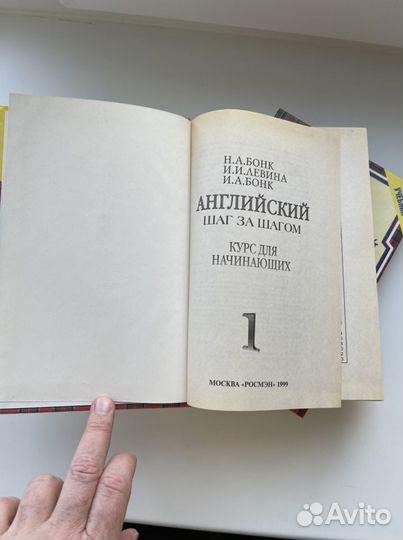 Н.А.БОНК
И.И.ЛЕВИНА
И.А.БОНК
АНГЛИЙСКИЙ
ШАГ ЗА ШАГОМ
КУРС ДЛЯ
НАЧИНАЮЩИХ
1
МОСКВА «РОСМЭН» 1999
Avito